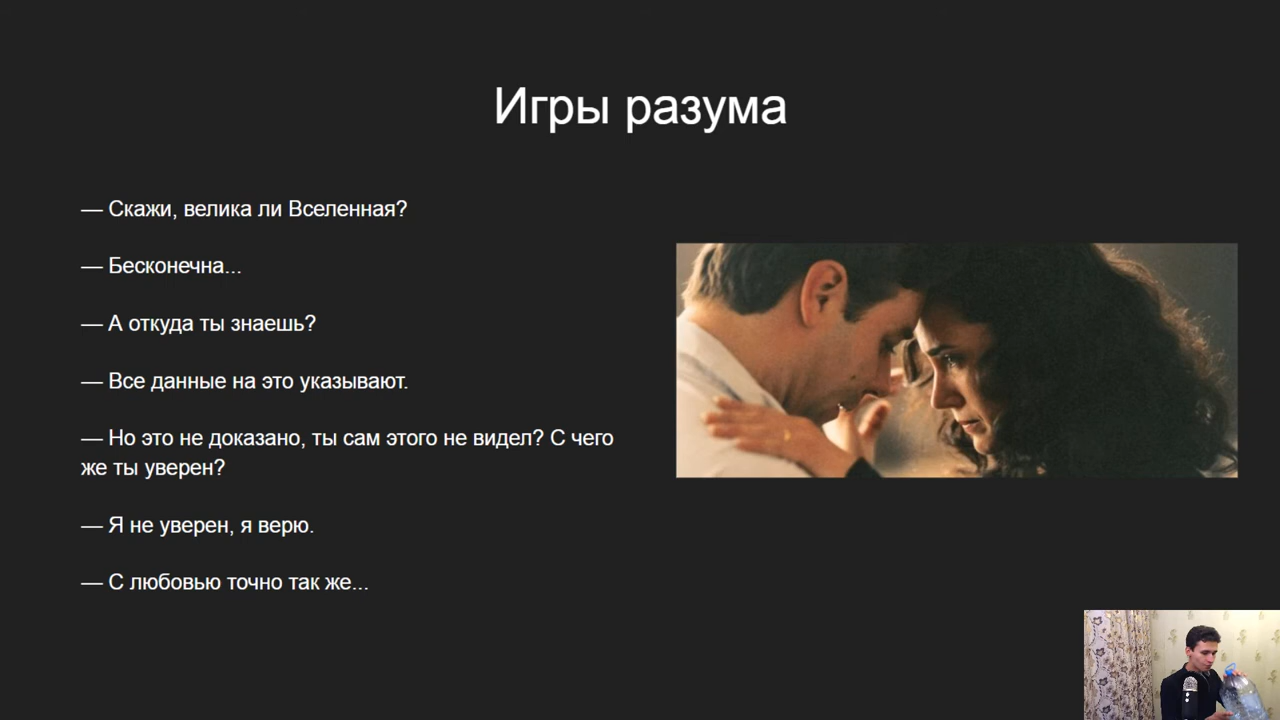 Игры разума
— Скажи, велика ли Вселенная?
— Бесконечна...
— А откуда ты знаешь?
— Все данные на это указывают.
— Но это не доказано, ты сам этого не видел? С чего
же ты уверен?
— Я не уверен, я верю.
— С любовью точно так же...